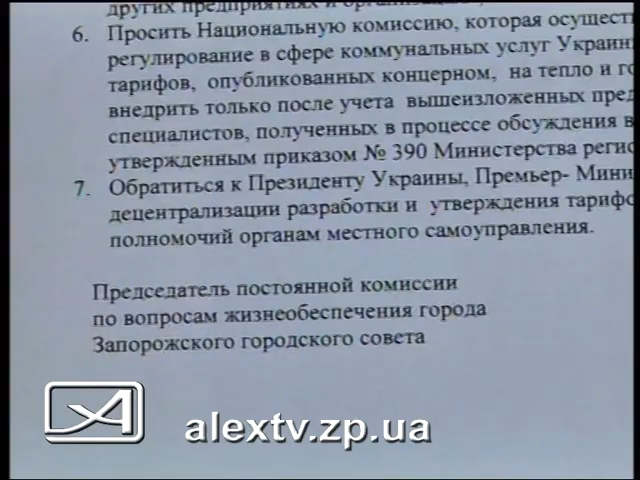 других предприятиях и
6. Просить Национальную комиссию, которая осущест
регулирование в сфере коммунальных услуг Украин
тарифов, опубликованных концерном, на тепло и го
внедрить только после учета вышеизложенных пред
специалистов, полученных в процессе обсуждения в
утвержденным приказом № 390 Министерства регио
7. Обратиться к Президенту Украины, Премьер- Мини
децентрализации разработки и утверждения тарифо
полномочий органам местного самоуправления.
Председатель постоянной комиссии
по вопросам жизнеобеспечения города
Запорожского городского совета
alextv.zp.ua